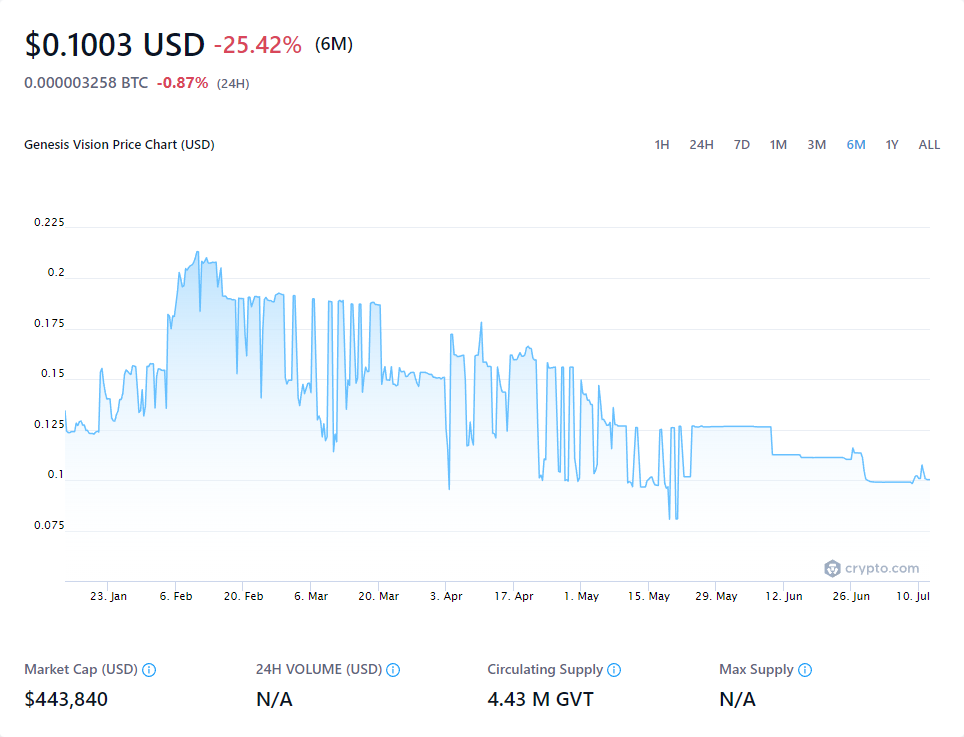 $0.1003 USD -25.42% (6M)
0.000003258 BTC -0.87% (24H)
Genesis Vision Price Chart (USD)
1H 24H 7D 1M 3M 6M 1Y ALL
0.225
0.2
0.175
0.15
0.125
0.1
0.075
crypto.com
23. Jan 6. Feb 20. Feb 6. Mar 20. Mar 3. Apr 17. Apr 1. May 15. May 29. May 12. Jun 26. Jun 10. Jul
Market Cap (USD) 24H VOLUME (USD) Circulating Supply Max Supply
$443,840 N/A 4.43 M GVT N/A